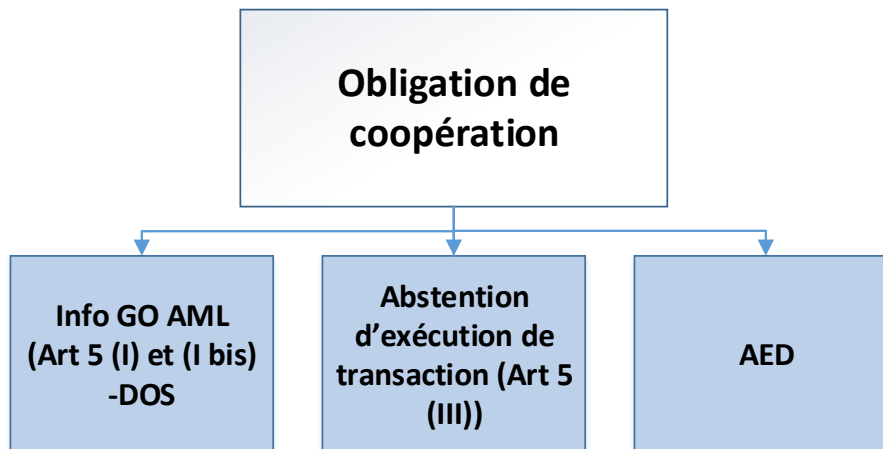 Obligation de
coopération
Info GO AML
(Art 5 (I) et (I bis)
-DOS
Abstention
d’exécution de
transaction (Art 5
(III))
AED